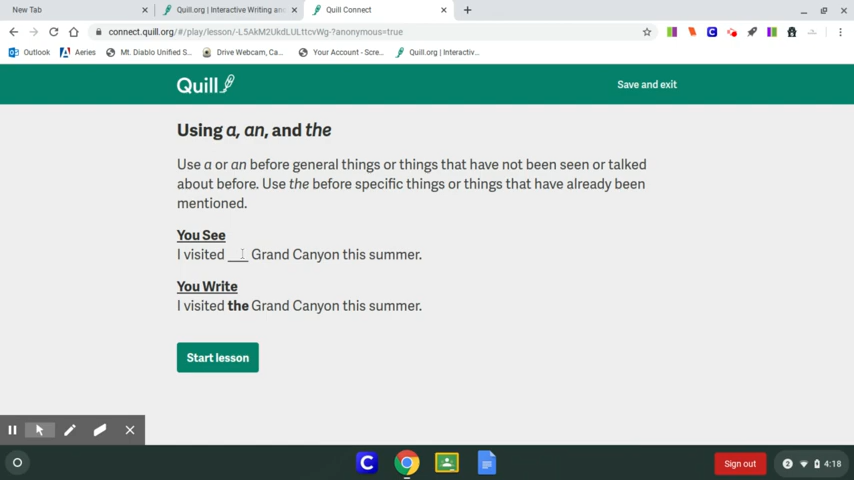 New Tab
Quill.org | Interactive Writing an
Quill Connect
connect.quill.org/#/play/lesson/-L5AkM2UkdLULttcvWg-?anonymous=true
Outlook
Aeries
Mt. Diablo Unified S...
Drive Webcam, Ca...
Your Account - Scre...
Quill.org | Interactiv...
Quill
Save and exit
Using a, an, and the
Use a or an before general things or things that have not been seen or talked
about before. Use the before specific things or things that have already been
mentioned.
You See
I visited ___ Grand Canyon this summer.
You Write
I visited the Grand Canyon this summer.
Start lesson
C
Sign out
2
4:18